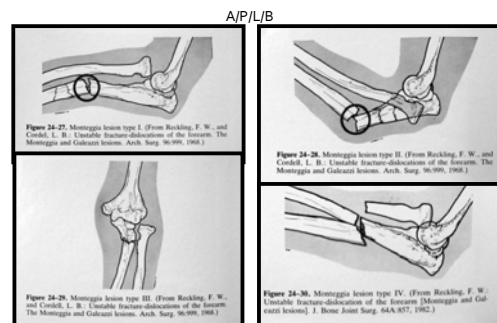 A/P/L/B
Figure 24-27. Monteggia lesion type I. (From Reckling, F. W., and
Cordel, L. B.: Unstable fracture-dislocations of the forearm. The
Monteggia and Galeazzi lesions. Arch. Surg. 96:999, 1968.)
Figure 24-28. Monteggia lesion type II. (From Reckling, F. W.,
and Cordell, L. B.: Unstable fracture-dislocations of the forearm.
The Monteggia and Galeazzi lesions. Arch. Surg. 96:999, 1968.)
Figure 24-29. Monteggia lesion type III. (From Reckling, F. W.,
and Cordell, L. B.: Unstable fracture-dislocations of the forearm.
The Monteggia and Galeazzi lesions. Arch. Surg. 96:999, 1968.)
Figure 24-30. Monteggia lesion type IV. (From Reckling, F. W.:
Unstable fracture-dislocation of the forearm [Monteggia and Gal-
eazzi lesions]. J. Bone Joint Surg. 64A:857, 1982.)